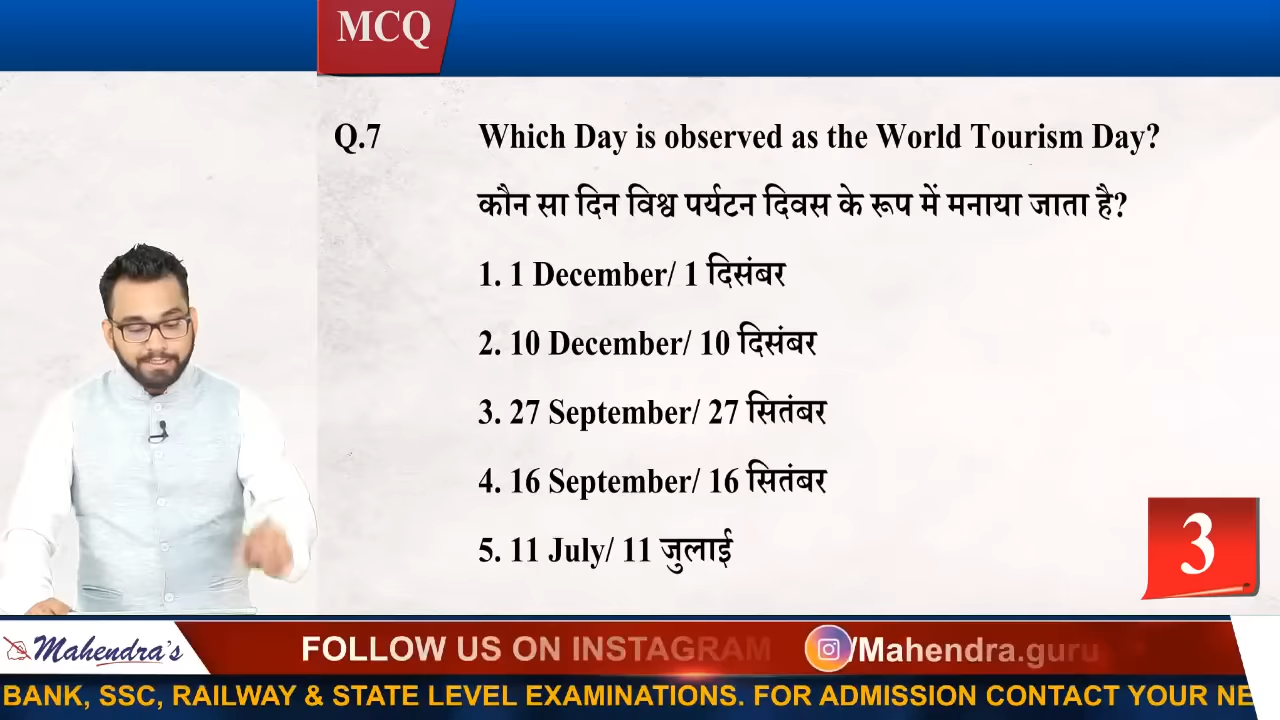 MCQ
Q.7 Which Day is observed as the World Tourism Day?
कौन सा दिन विश्व पर्यटन दिवस के रूप में मनाया जाता है?
1. 1 December/ 1 दिसंबर
2. 10 December/ 10 दिसंबर
3. 27 September/ 27 सितंबर
4. 16 September/ 16 सितंबर
5. 11 July/ 11 जुलाई
3
Mahendra's
FOLLOW US ON INSTAGRAM /Mahendra.guru
BANK, SSC, RAILWAY & STATE LEVEL EXAMINATIONS. FOR ADMISSION CONTACT YOUR NE